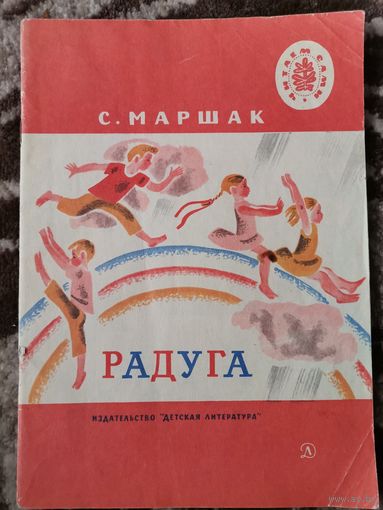 ЧИТАЕМ САМИ
С. МАРШАК
РАДУГА
ИЗДАТЕЛЬСТВО "ДЕТСКАЯ ЛИТЕРАТУРА"
Д